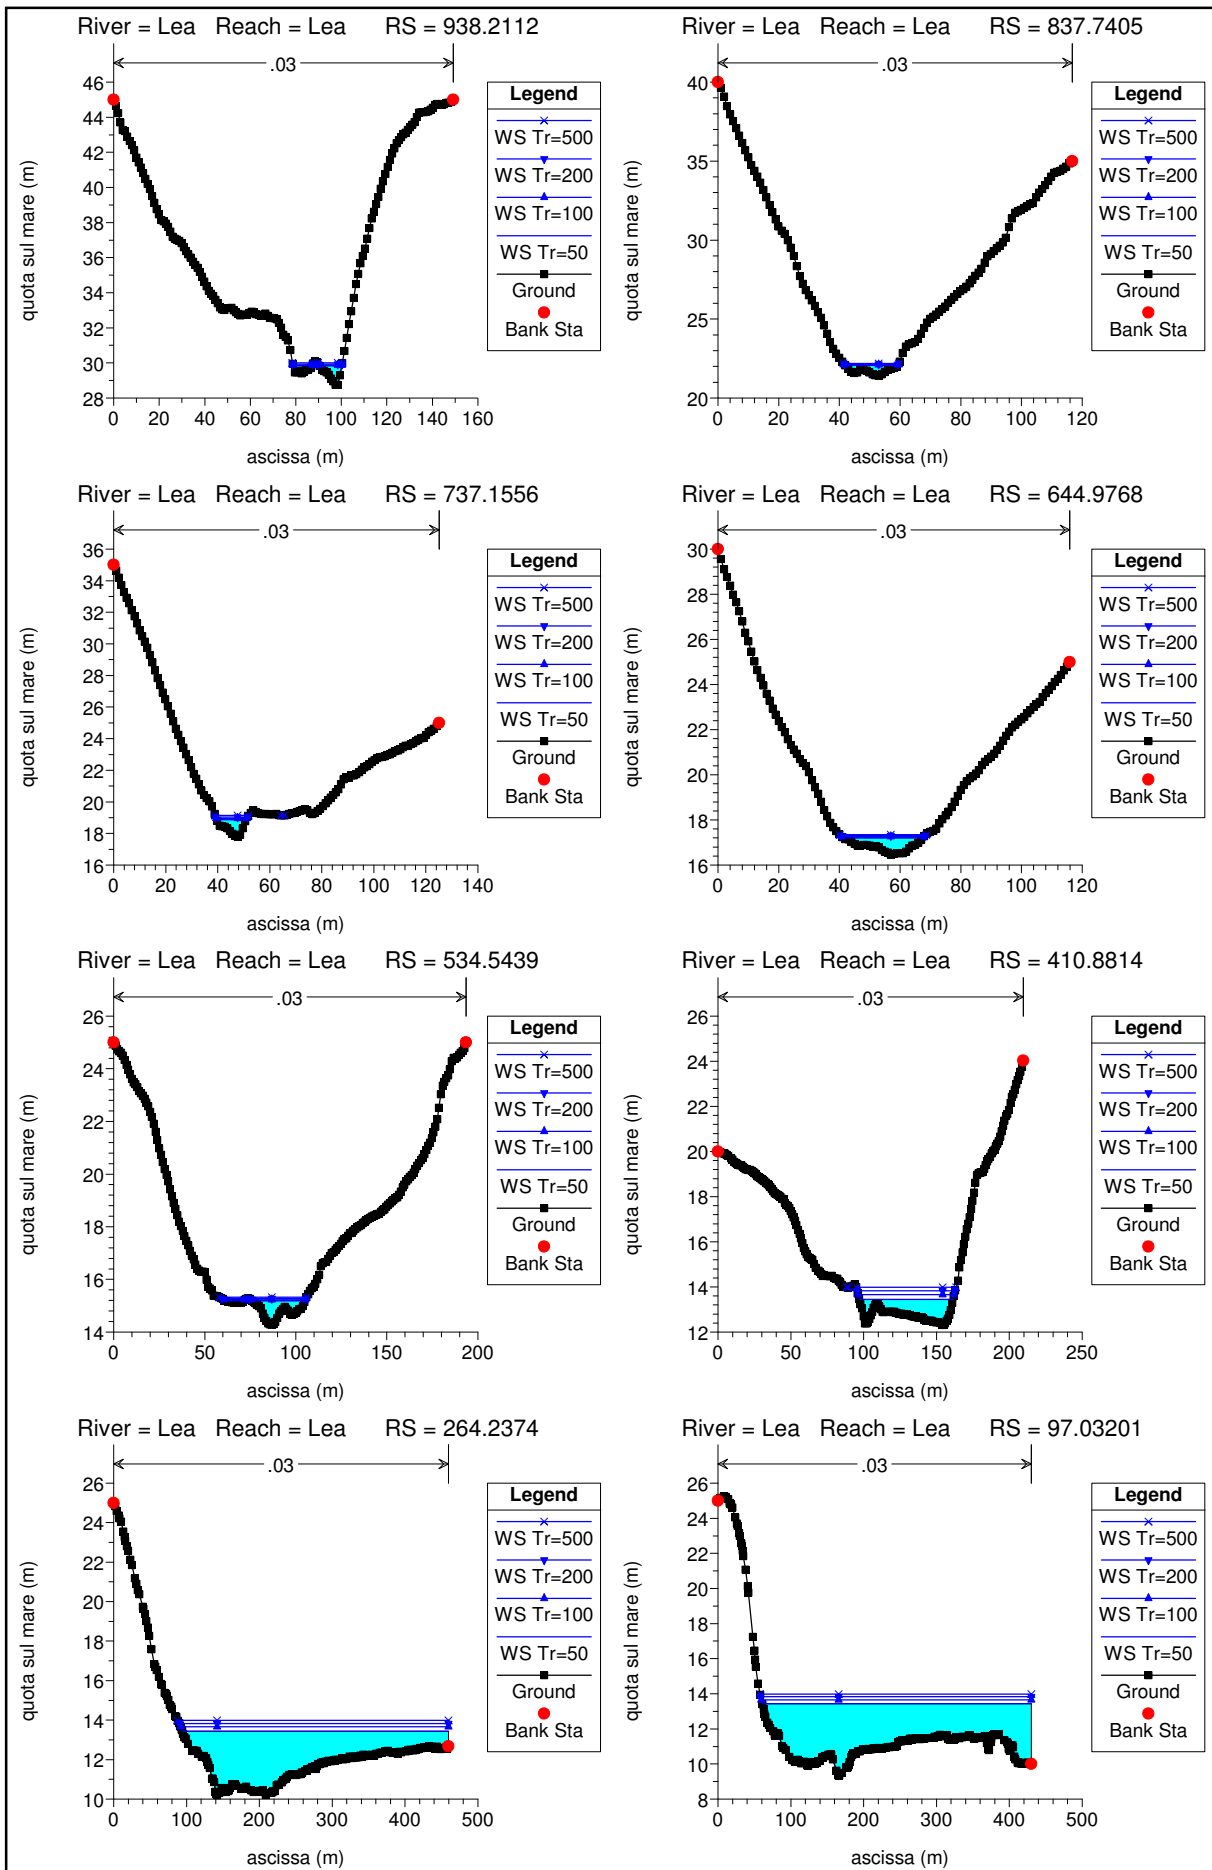 River = Lea Reach = Lea RS = 938.2112
.03
46
44
42
40
38
36
34
32
30
28
0 20 40 60 80 100 120 140 160
quota sul mare (m)
ascissa (m)
Legend
WS Tr=500
WS Tr=200
WS Tr=100
WS Tr=50
Ground
Bank Sta
River = Lea Reach = Lea RS = 837.7405
.03
40
35
30
25
20
0 20 40 60 80 100 120
quota sul mare (m)
ascissa (m)
Legend
WS Tr=500
WS Tr=200
WS Tr=100
WS Tr=50
Ground
Bank Sta
River = Lea Reach = Lea RS = 737.1556
.03
36
34
32
30
28
26
24
22
20
18
16
0 20 40 60 80 100 120 140
quota sul mare (m)
ascissa (m)
Legend
WS Tr=500
WS Tr=200
WS Tr=100
WS Tr=50
Ground
Bank Sta
River = Lea Reach = Lea RS = 644.9768
.03
30
28
26
24
22
20
18
16
0 20 40 60 80 100 120
quota sul mare (m)
ascissa (m)
Legend
WS Tr=500
WS Tr=200
WS Tr=100
WS Tr=50
Ground
Bank Sta
River = Lea Reach = Lea RS = 534.5439
.03
26
24
22
20
18
16
14
0 50 100 150 200
quota sul mare (m)
ascissa (m)
Legend
WS Tr=500
WS Tr=200
WS Tr=100
WS Tr=50
Ground
Bank Sta
River = Lea Reach = Lea RS = 410.8814
.03
26
24
22
20
18
16
14
12
0 50 100 150 200 250
quota sul mare (m)
ascissa (m)
Legend
WS Tr=500
WS Tr=200
WS Tr=100
WS Tr=50
Ground
Bank Sta
River = Lea Reach = Lea RS = 264.2374
.03
26
24
22
20
18
16
14
12
10
0 100 200 300 400 500
quota sul mare (m)
ascissa (m)
Legend
WS Tr=500
WS Tr=200
WS Tr=100
WS Tr=50
Ground
Bank Sta
River = Lea Reach = Lea RS = 97.03201
.03
26
24
22
20
18
16
14
12
10
8
0 100 200 300 400 500
quota sul mare (m)
ascissa (m)
Legend
WS Tr=500
WS Tr=200
WS Tr=100
WS Tr=50
Ground
Bank Sta